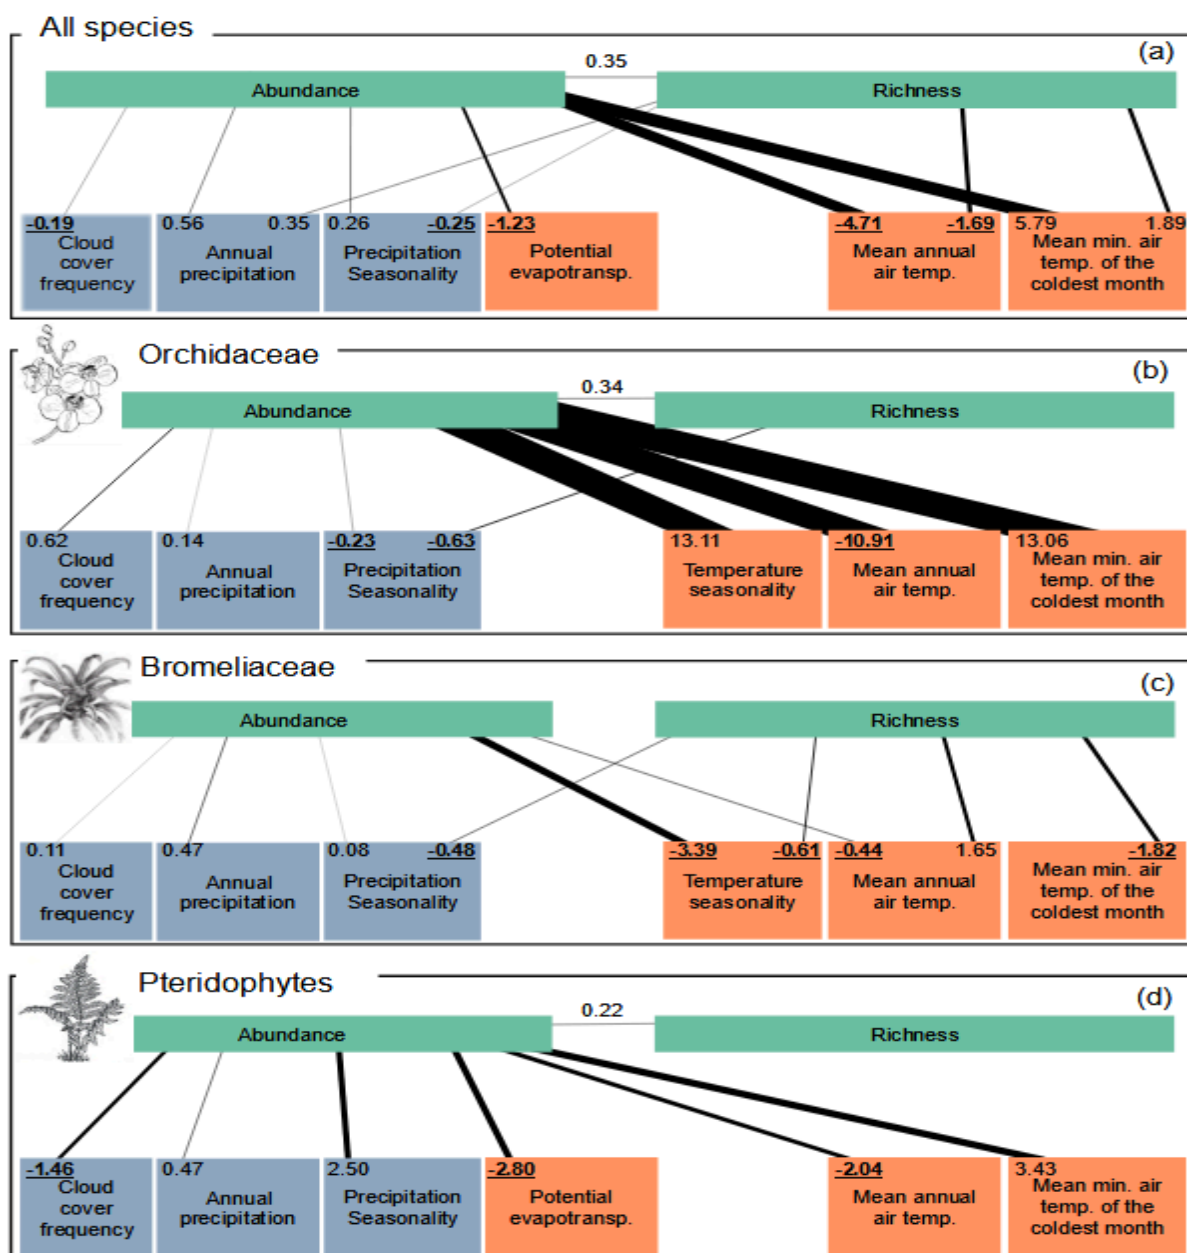 All species
(a)
0.35
Abundance
Richness
-0.19
0.56
0.35
0.26
-0.25
-1.23
-4.71
-1.69
5.79
1.89
Cloud
cover
frequency
Annual
precipitation
Precipitation
Seasonality
Potential
evapotransp.
Mean annual
air temp.
Mean min. air
temp. of the
coldest month
Orchidaceae
(b)
0.34
Abundance
Richness
0.62
0.14
-0.23
-0.63
13.11
-10.91
13.06
Cloud
cover
frequency
Annual
precipitation
Precipitation
Seasonality
Temperature
seasonality
Mean annual
air temp.
Mean min. air
temp. of the
coldest month
Bromeliaceae
(c)
Abundance
Richness
0.11
0.47
0.08
-0.48
-3.39
-0.61
-0.44
1.65
-1.82
Cloud
cover
frequency
Annual
precipitation
Precipitation
Seasonality
Temperature
seasonality
Mean annual
air temp.
Mean min. air
temp. of the
coldest month
Pteridophytes
(d)
0.22
Abundance
Richness
-1.46
0.47
2.50
-2.80
-2.04
3.43
Cloud
cover
frequency
Annual
precipitation
Precipitation
Seasonality
Potential
evapotransp.
Mean annual
air temp.
Mean min. air
temp. of the
coldest month